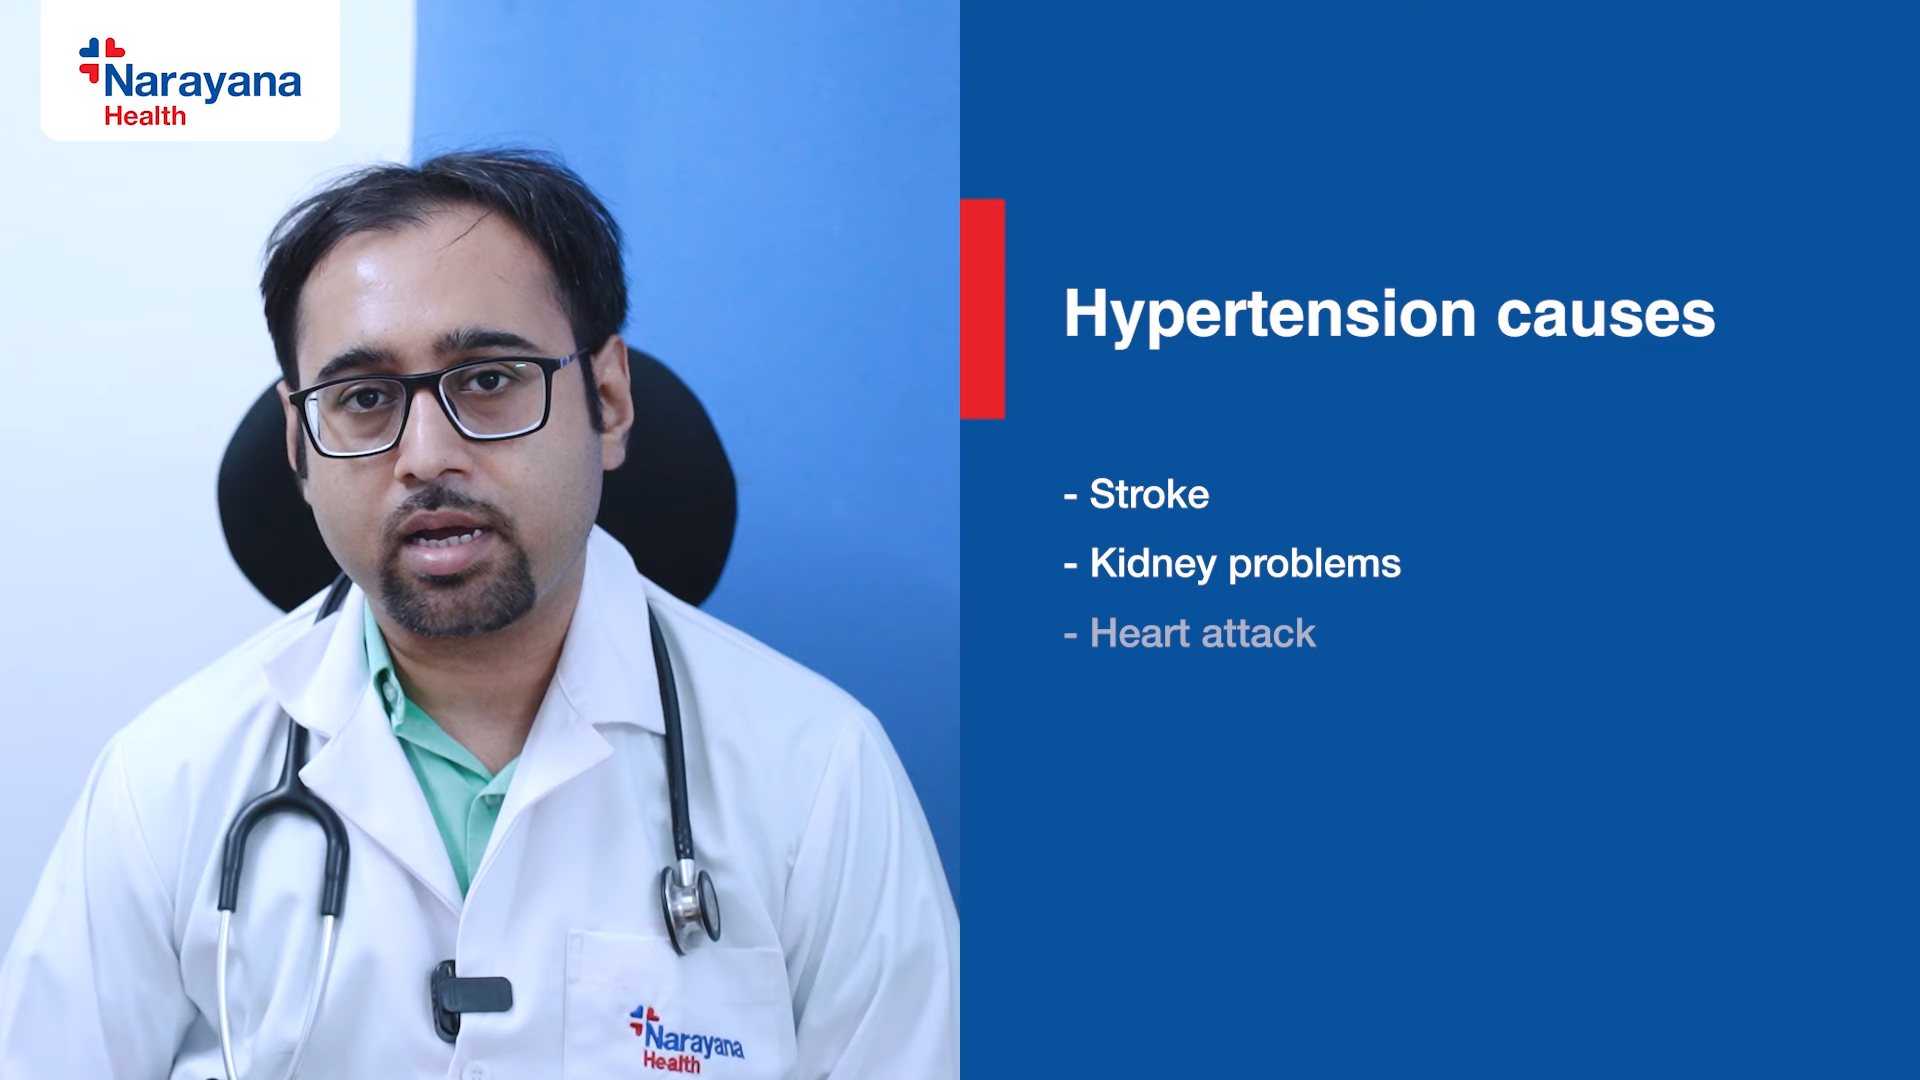 Narayana
Health
Hypertension causes
- Stroke
- Kidney problems
- Heart attack
Narayana
Health